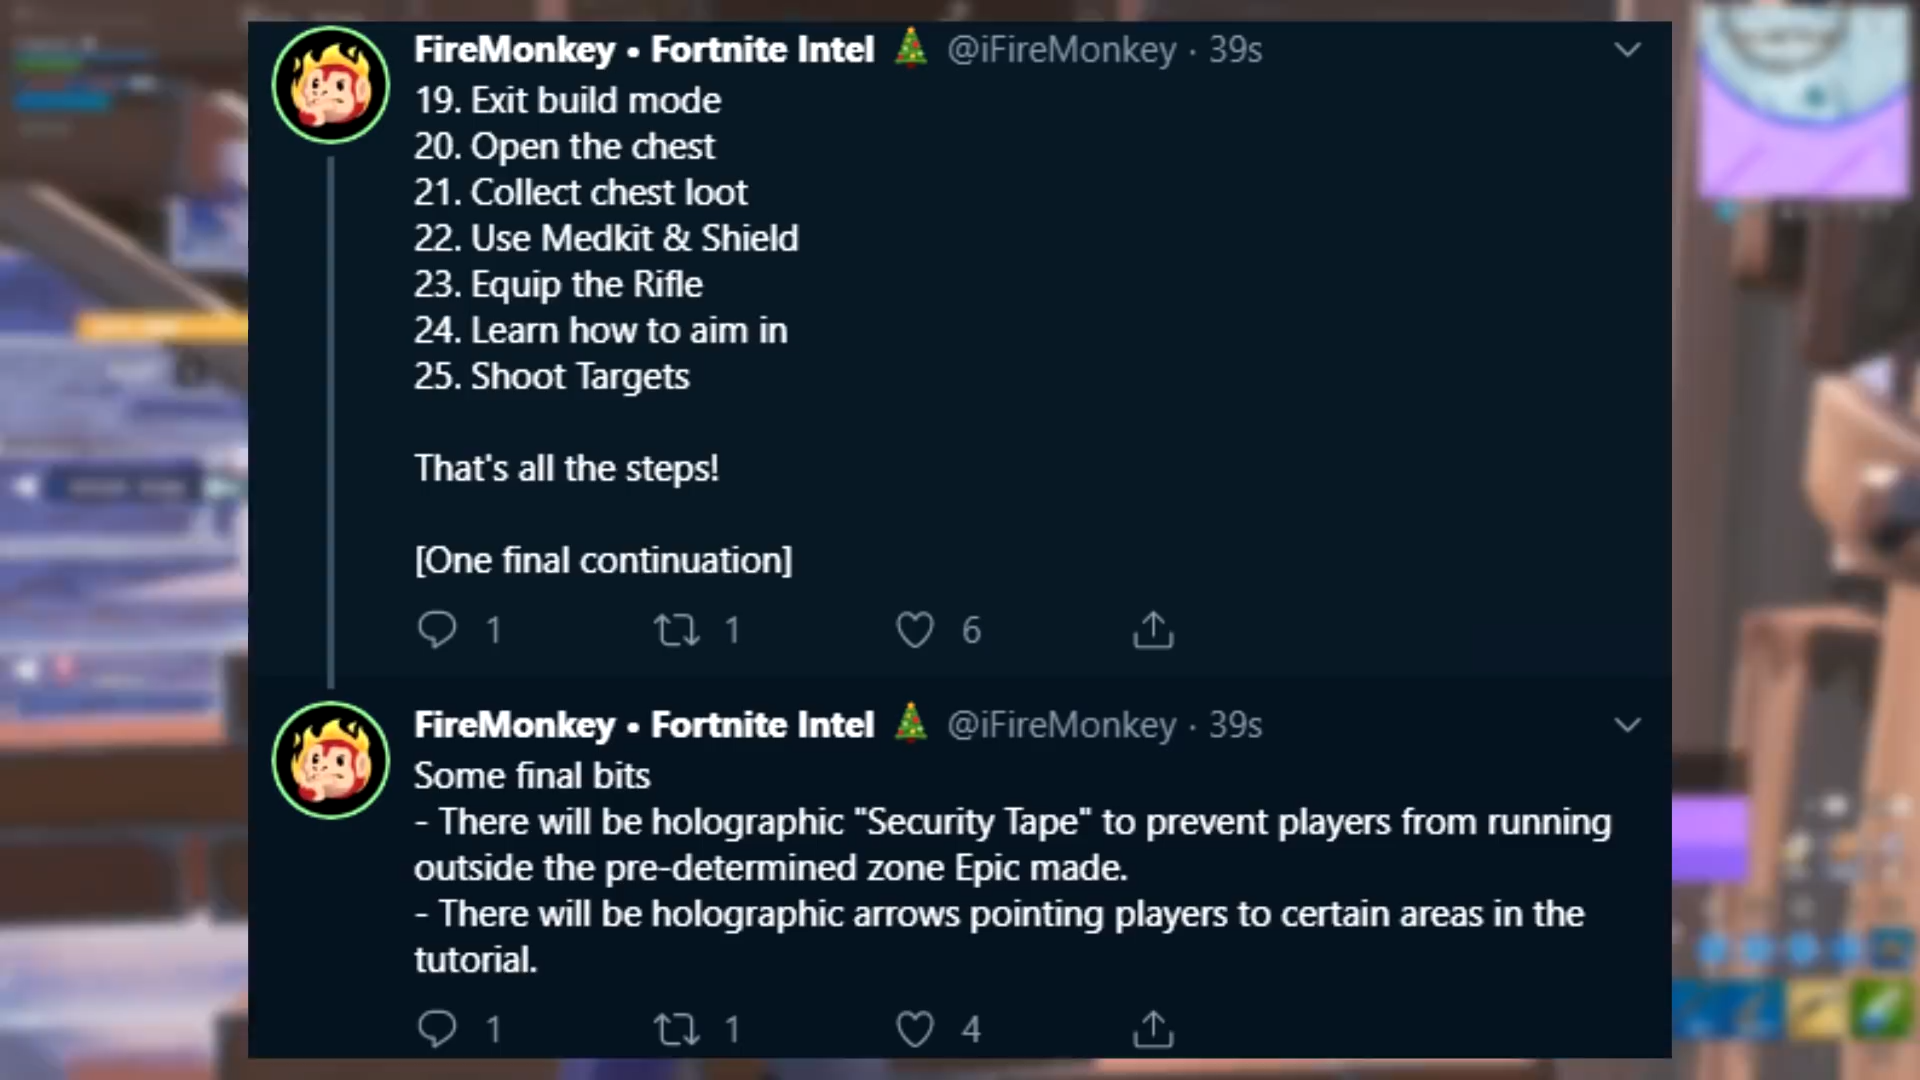 FireMonkey • Fortnite Intel 🎄 @iFireMonkey · 39s
19. Exit build mode
20. Open the chest
21. Collect chest loot
22. Use Medkit & Shield
23. Equip the Rifle
24. Learn how to aim in
25. Shoot Targets
That's all the steps!
[One final continuation]
1 1 6
FireMonkey • Fortnite Intel 🎄 @iFireMonkey · 39s
Some final bits
- There will be holographic "Security Tape" to prevent players from running
outside the pre-determined zone Epic made.
- There will be holographic arrows pointing players to certain areas in the
tutorial.
1 1 4